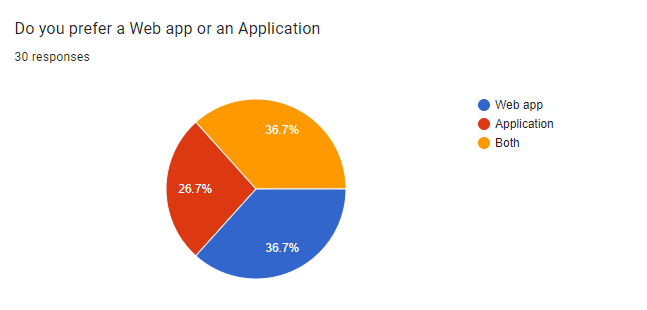 Do you prefer a Web app or an Application
30 responses
Web app
Application
Both
36.7%
26.7%
36.7%